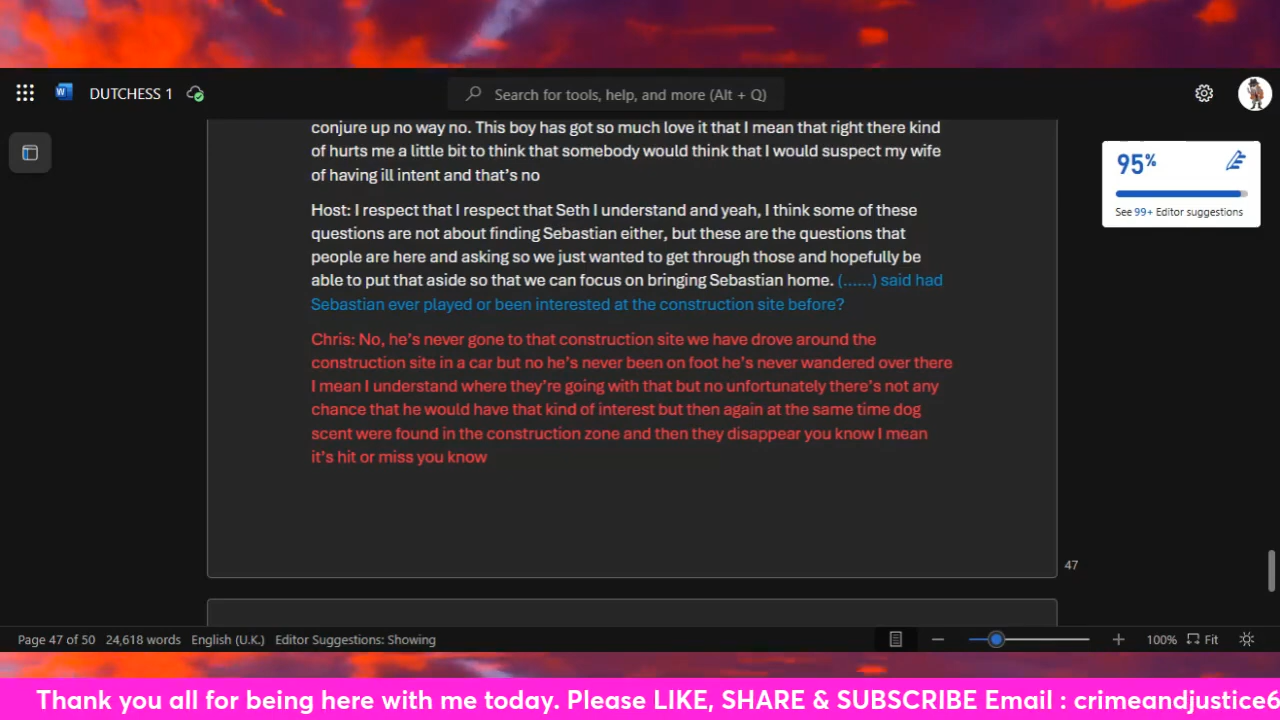 DUTCHESS 1
Search for tools, help, and more (Alt + Q)
conjure up no way no. This boy has got so much love it that I mean that right there kind
of hurts me a little bit to think that somebody would think that I would suspect my wife
of having ill intent and that's no
95%
See 99+ Editor suggestions
Host: I respect that I respect that Seth I understand and yeah, I think some of these
questions are not about finding Sebastian either, but these are the questions that
people are here and asking so we just wanted to get through those and hopefully be
able to put that aside so that we can focus on bringing Sebastian home. (......) said had
Sebastian ever played or been interested at the construction site before?
Chris: No, he's never gone to that construction site we have drove around the
construction site in a car but no he's never been on foot he's never wandered over there
I mean I understand where they're going with that but no unfortunately there's not any
chance that he would have that kind of interest but then again at the same time dog
scent were found in the construction zone and then they disappear you know I mean
it's hit or miss you know
47
Page 47 of 50 24,618 words English (U.K.) Editor Suggestions: Showing
100% Fit
Thank you all for being here with me today. Please LIKE, SHARE & SUBSCRIBE Email : crimeandjustice6